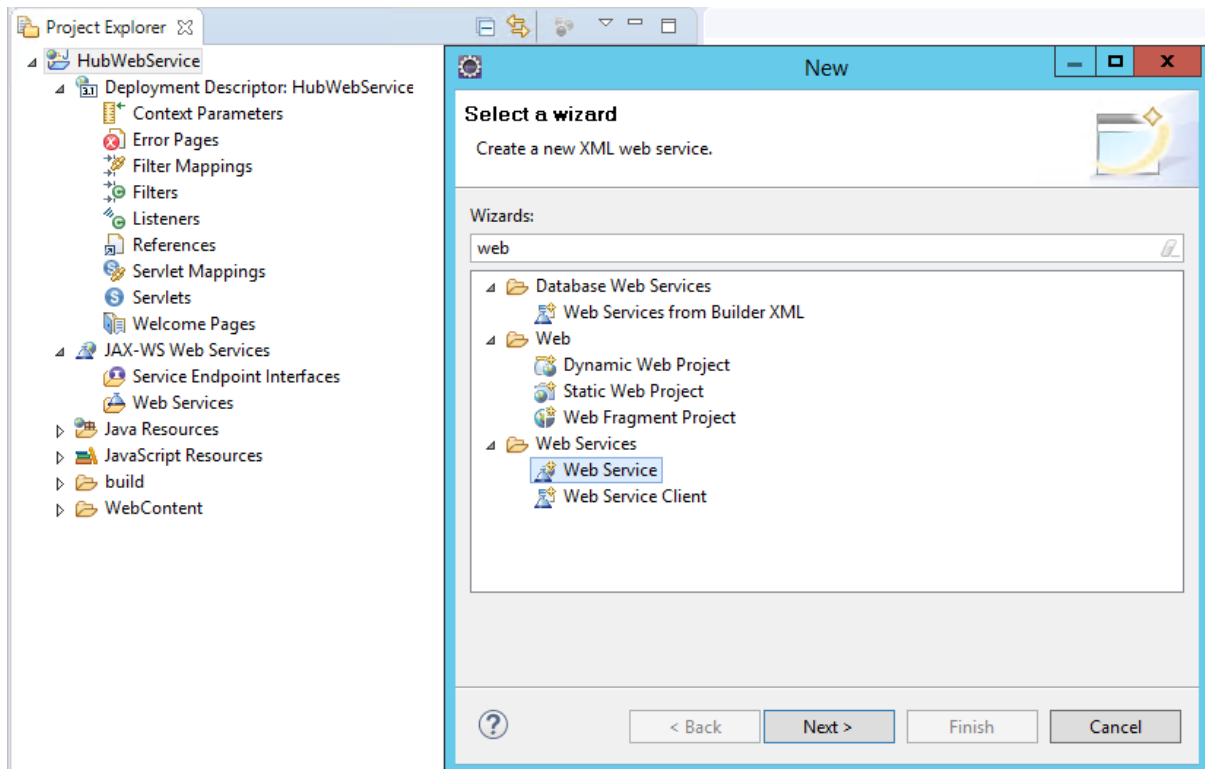 Project Explorer
HubWebService
Deployment Descriptor: HubWebService
3.1
Context Parameters
Error Pages
Filter Mappings
Filters
Listeners
References
Servlet Mappings
Servlets
Welcome Pages
JAX-WS Web Services
Service Endpoint Interfaces
Web Services
Java Resources
JavaScript Resources
build
WebContent
New
Select a wizard
Create a new XML web service.
Wizards:
web
Database Web Services
Web Services from Builder XML
Web
Dynamic Web Project
Static Web Project
Web Fragment Project
Web Services
Web Service
Web Service Client
? < Back Next > Finish Cancel